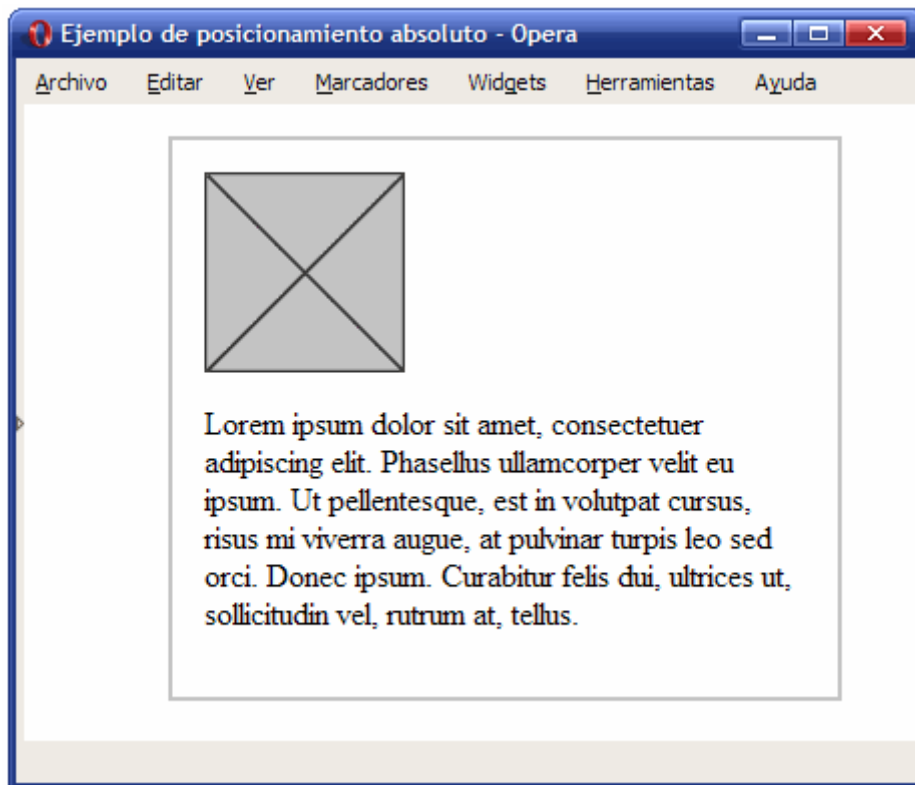 Ejemplo de posicionamiento absoluto - Opera
Archivo Editar Ver Marcadores Widgets Herramientas Ayuda
Lorem ipsum dolor sit amet, consectetuer
adipiscing elit. Phasellus ullamcorper velit eu
ipsum. Ut pellentesque, est in volutpat cursus,
risus mi viverra augue, at pulvinar turpis leo sed
orci. Donec ipsum. Curabitur felis dui, ultrices ut,
sollicitudin vel, rutrum at, tellus.